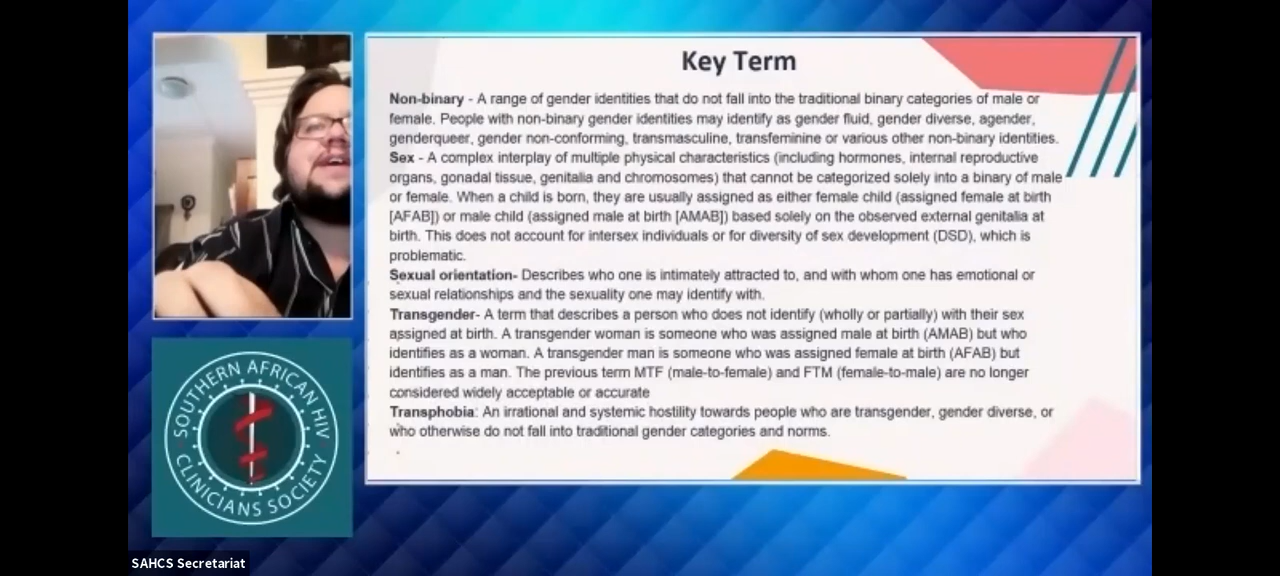 Key Term
Non-binary - A range of gender identities that do not fall into the traditional binary categories of male or
female. People with non-binary gender identities may identify as gender fluid, gender diverse, agender,
genderqueer, gender non-conforming, transmasculine, transfeminine or various other non-binary identities.
Sex - A complex interplay of multiple physical characteristics (including hormones, internal reproductive
organs, gonadal tissue, genitalia and chromosomes) that cannot be categorized solely into a binary of male
or female. When a child is born, they are usually assigned as either female child (assigned female at birth
[AFAB]) or male child (assigned male at birth [AMAB]) based solely on the observed external genitalia at
birth. This does not account for intersex individuals or for diversity of sex development (DSD), which is
problematic.
Sexual orientation- Describes who one is intimately attracted to, and with whom one has emotional or
sexual relationships and the sexuality one may identify with.
Transgender- A term that describes a person who does not identify (wholly or partially) with their sex
assigned at birth. A transgender woman is someone who was assigned male at birth (AMAB) but who
identifies as a woman. A transgender man is someone who was assigned female at birth (AFAB) but
identifies as a man. The previous term MTF (male-to-female) and FTM (female-to-male) are no longer
considered widely acceptable or accurate
Transphobia: An irrational and systemic hostility towards people who are transgender, gender diverse, or
who otherwise do not fall into traditional gender categories and norms.
SOUTHERN AFRICAN HIV
CLINICIANS SOCIETY
SAHCS Secretariat